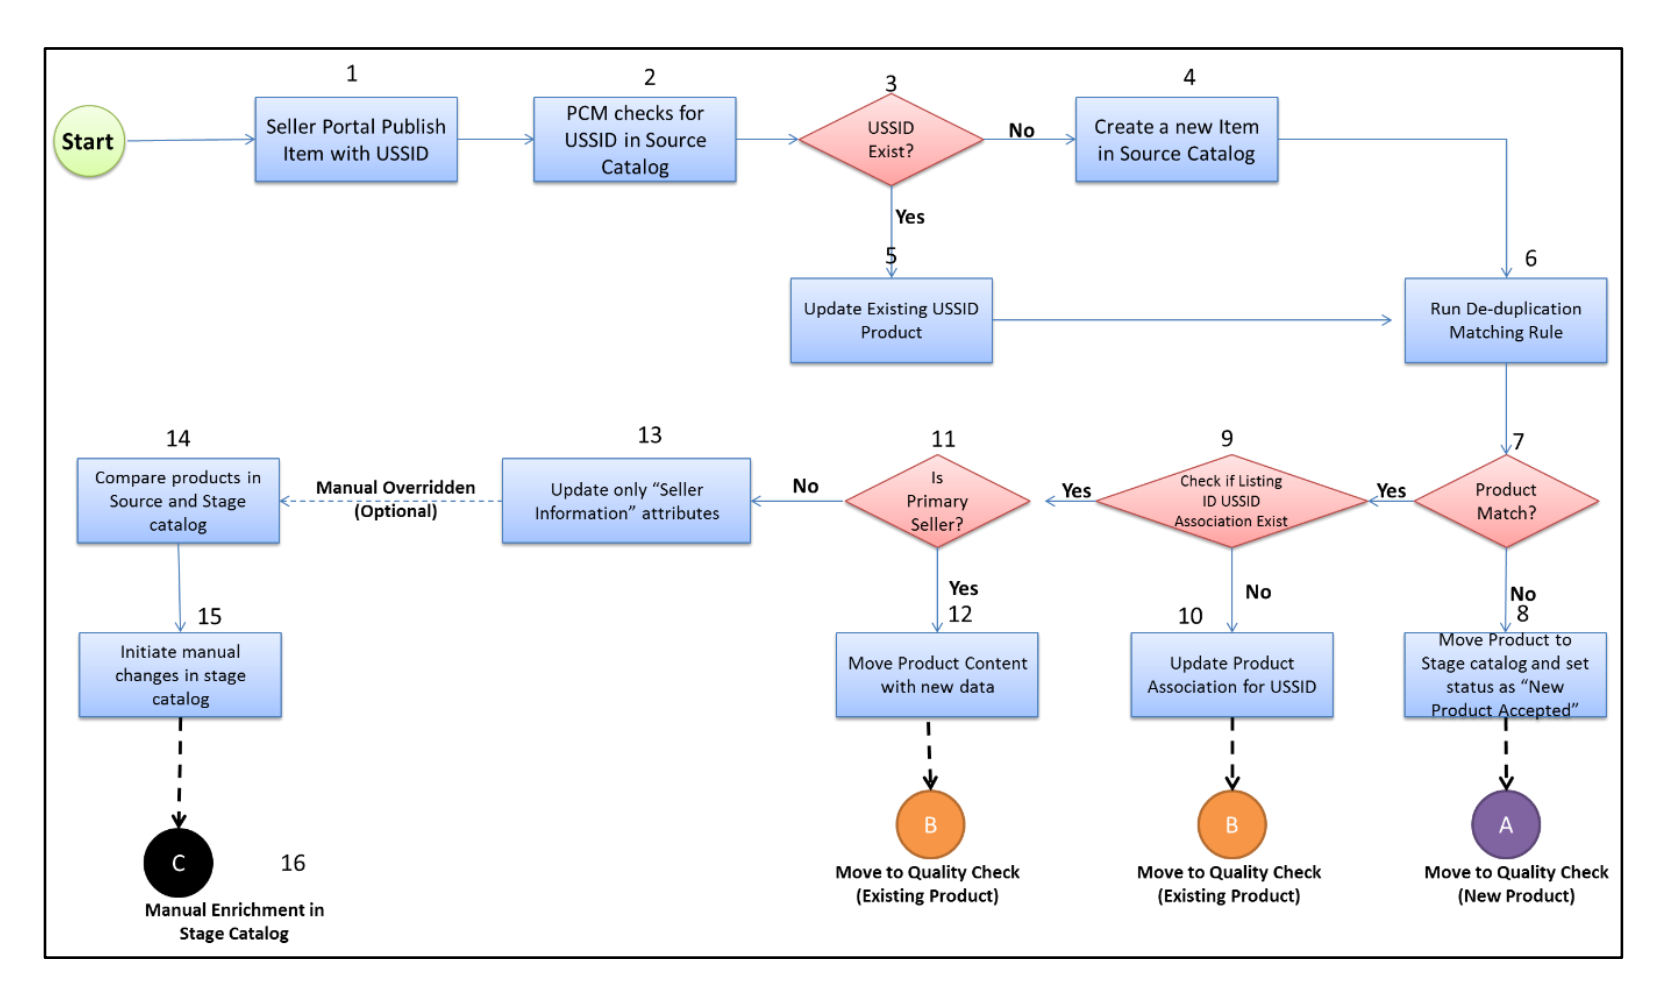 1
2
3
4
Start
Seller Portal Publish
Item with USSID
PCM checks for
USSID in Source
Catalog
USSID
Exist?
No
Create a new Item
in Source Catalog
Yes
5
6
Update Existing USSID
Product
Run De-duplication
Matching Rule
14
13
11
9
7
Compare products in
Source and Stage
catalog
Manual Overridden
(Optional)
Update only “Seller
Information” attributes
No
Is
Primary
Seller?
Yes
Check if Listing
ID USSID
Association Exist
Yes
Product
Match?
Yes
No
No
15
12
10
8
Initiate manual
changes in stage
catalog
Move Product Content
with new data
Update Product
Association for USSID
Move Product to
Stage catalog and set
status as “New
Product Accepted”
C
16
B
B
A
Manual Enrichment in
Stage Catalog
Move to Quality Check
(Existing Product)
Move to Quality Check
(Existing Product)
Move to Quality Check
(New Product)